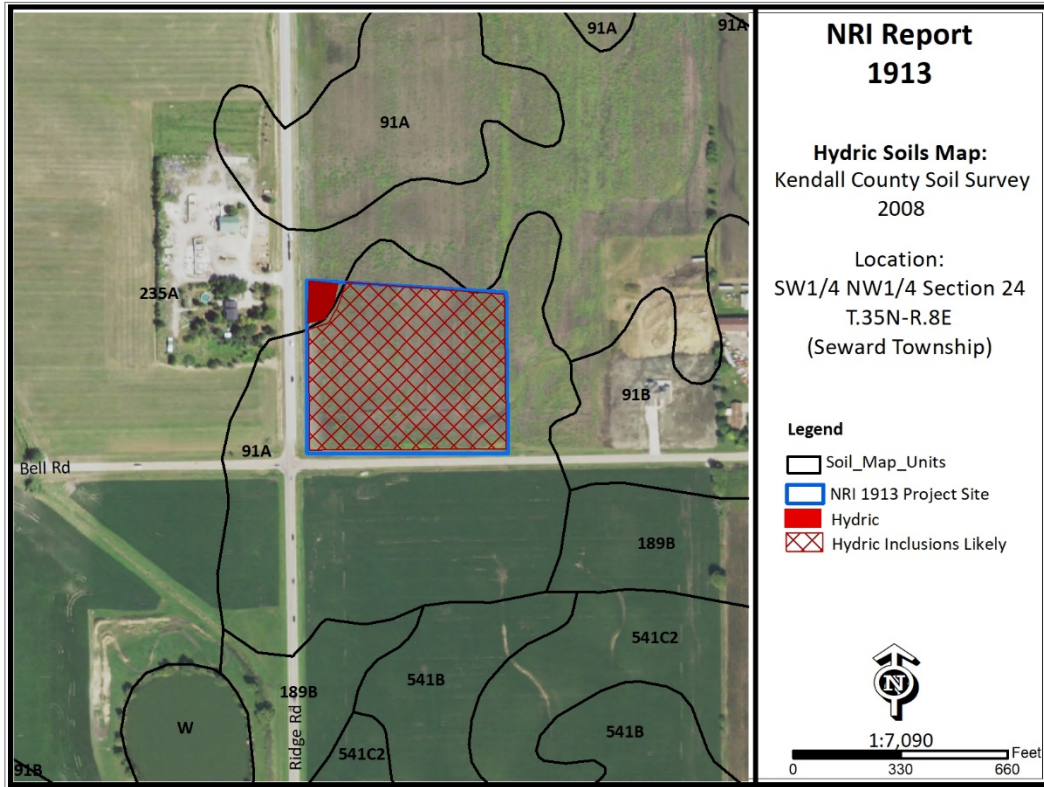 91A
91A
91A
235A
91B
91A
Bell Rd
189B
541C2
541B
189B
W
Ridge Rd
541B
541C2
91B
NRI Report
1913
Hydric Soils Map:
Kendall County Soil Survey
2008
Location:
SW1/4 NW1/4 Section 24
T.35N-R.8E
(Seward Township)
Legend
Soil_Map_Units
NRI 1913 Project Site
Hydric
Hydric Inclusions Likely
N
1:7,090
Feet
0 330 660